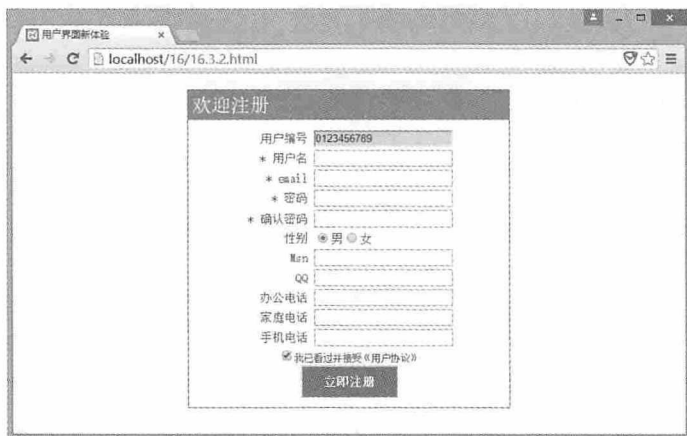 用户界面新体验
localhost/16/16.3.2.html
欢迎注册
用户编号 0123456789
* 用户名
* email
* 密码
* 确认密码
性别 男 女
Msn
QQ
办公电话
家庭电话
手机电话
我已看过并接受《用户协议》
立即注册